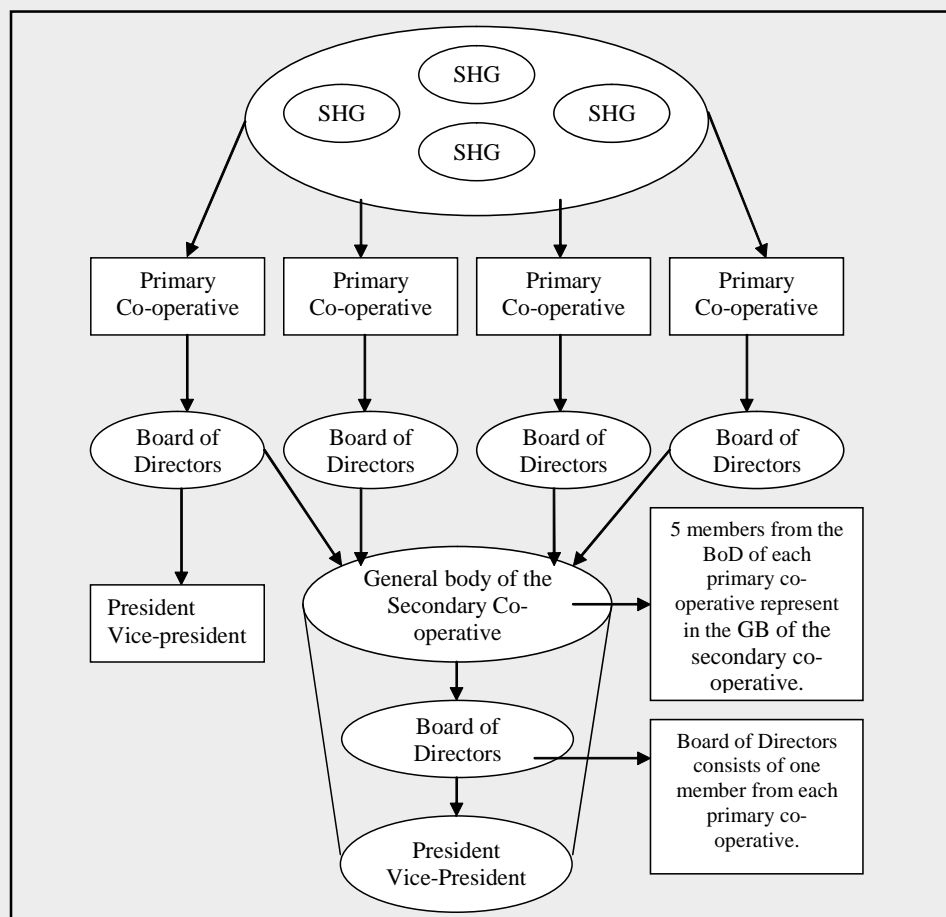 SHG
SHG
SHG
SHG
Primary
Co-operative
Primary
Co-operative
Primary
Co-operative
Primary
Co-operative
Board of
Directors
Board of
Directors
Board of
Directors
Board of
Directors
President
Vice-president
General body of the
Secondary Co-
operative
5 members from the
BoD of each
primary co-
operative represent
in the GB of the
secondary co-
operative.
Board of
Directors
Board of Directors
consists of one
member from each
primary co-
operative.
President
Vice-President